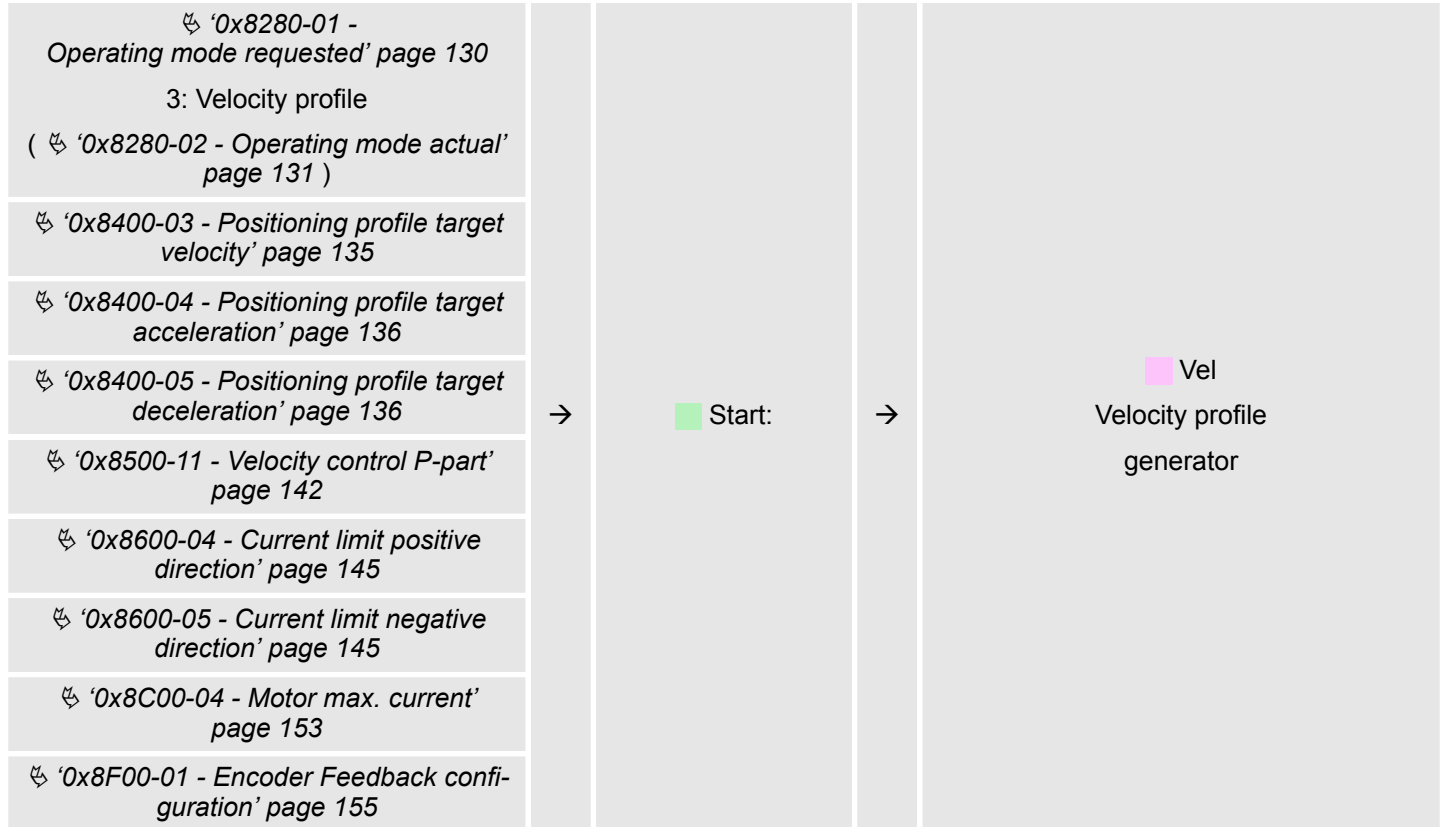 ↳ ‘0x8280-01 -
Operating mode requested’ page 130
3: Velocity profile
( ↳ ‘0x8280-02 - Operating mode actual’
page 131 )
↳ ‘0x8400-03 - Positioning profile target
velocity’ page 135
↳ ‘0x8400-04 - Positioning profile target
acceleration’ page 136
↳ ‘0x8400-05 - Positioning profile target
deceleration’ page 136
↳ ‘0x8500-11 - Velocity control P-part’
page 142
↳ ‘0x8600-04 - Current limit positive
direction’ page 145
↳ ‘0x8600-05 - Current limit negative
direction’ page 145
↳ ‘0x8C00-04 - Motor max. current’
page 153
↳ ‘0x8F00-01 - Encoder Feedback confi-
guration’ page 155
→
Start:
→
Vel
Velocity profile
generator